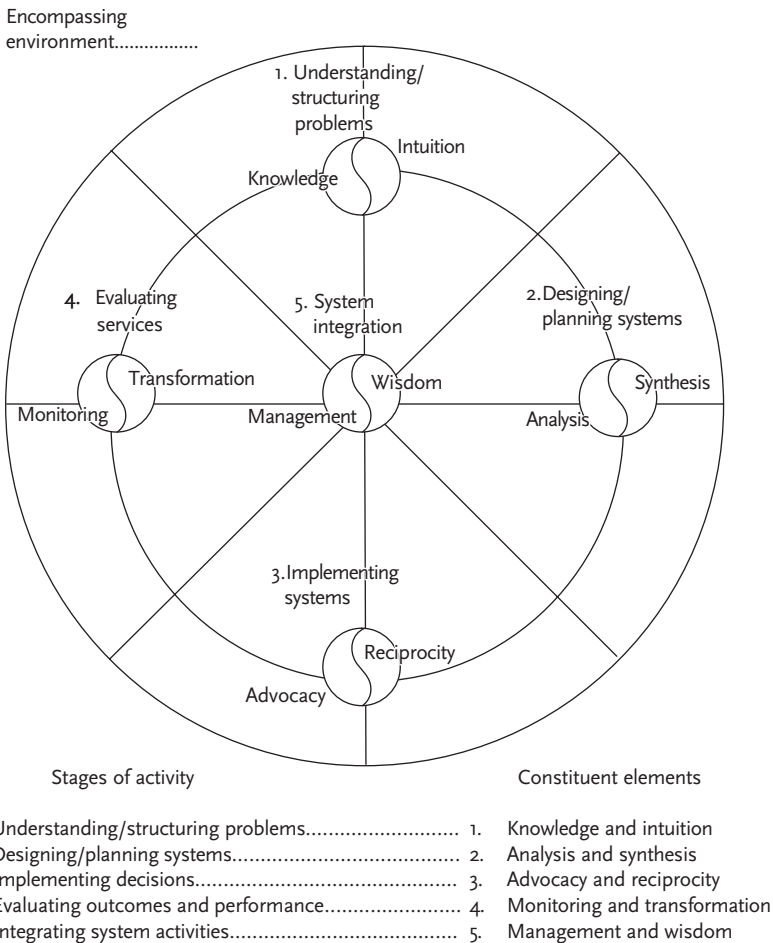 Encompassing
environment.................
1. Understanding/
structuring
problems
Intuition
Knowledge
4. Evaluating
services
5. System
integration
2.Designing/
planning systems
Transformation
Wisdom
Synthesis
Monitoring
Management
Analysis
3.Implementing
systems
Reciprocity
Advocacy
Stages of activity
Constituent elements
Understanding/structuring problems.............................. 1. Knowledge and intuition
Designing/planning systems............................................ 2. Analysis and synthesis
mplementing decisions................................................... 3. Advocacy and reciprocity
Evaluating outcomes and performance.......................... 4. Monitoring and transformation
ntegrating system activities............................................ 5. Management and wisdom